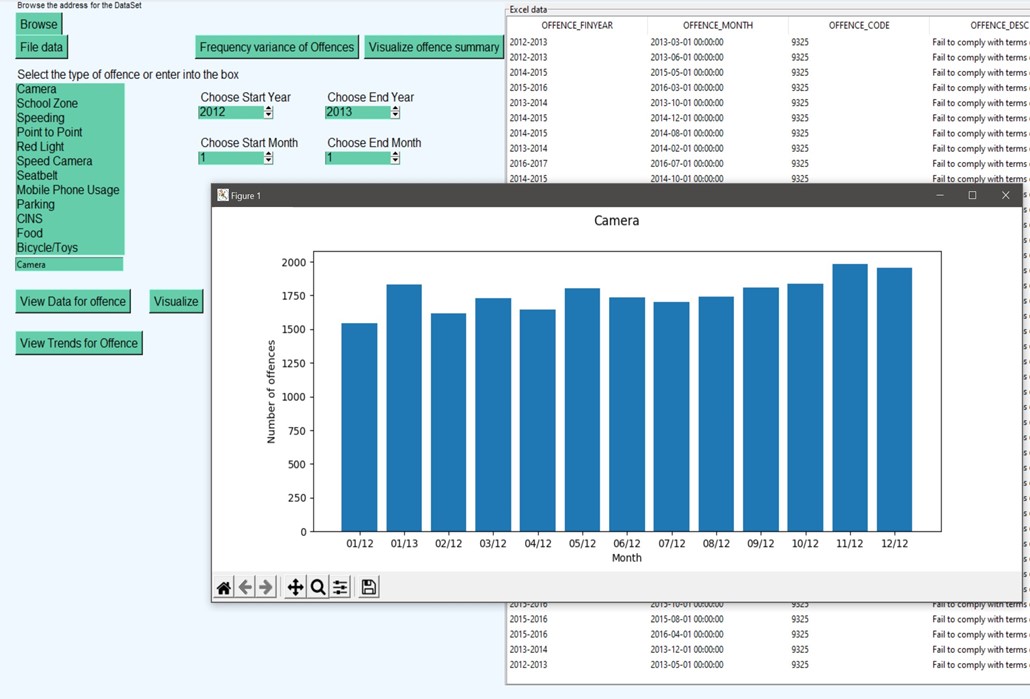 Browse the address for the DataSet
Browse
File data
Frequency variance of Offences
Visualize offence summary
Select the type of offence or enter into the box
Camera
School Zone
Speeding
Point to Point
Red Light
Speed Camera
Seatbelt
Mobile Phone Usage
Parking
CINS
Food
Bicycle/Toys
Camera
Choose Start Year
Choose End Year
2012
2013
Choose Start Month
Choose End Month
1
1
View Data for offence
Visualize
View Trends for Offence
Excel data
OFFENCE_FINYEAR OFFENCE_MONTH OFFENCE_CODE OFFENCE_DESC
2012-2013 2013-03-01 00:00:00 9325 Fail to comply with terms
2012-2013 2013-06-01 00:00:00 9325 Fail to comply with terms
2014-2015 2015-05-01 00:00:00 9325 Fail to comply with terms
2015-2016 2016-03-01 00:00:00 9325 Fail to comply with terms
2013-2014 2013-10-01 00:00:00 9325 Fail to comply with terms
2014-2015 2014-12-01 00:00:00 9325 Fail to comply with terms
2014-2015 2014-08-01 00:00:00 9325 Fail to comply with terms
2013-2014 2014-02-01 00:00:00 9325 Fail to comply with terms
2016-2017 2016-07-01 00:00:00 9325 Fail to comply with terms
2014-2015 2014-10-01 00:00:00 9325 Fail to comply with terms
Figure 1
Camera
2000
1750
1500
1250
1000
750
500
250
0
Number of offences
01/12 01/13 02/12 03/12 04/12 05/12 06/12 07/12 08/12 09/12 10/12 11/12 12/12
Month
2015-2016 2015-10-01 00:00:00 9325 Fail to comply with terms
2015-2016 2015-08-01 00:00:00 9325 Fail to comply with terms
2015-2016 2016-04-01 00:00:00 9325 Fail to comply with terms
2013-2014 2013-12-01 00:00:00 9325 Fail to comply with terms
2012-2013 2013-05-01 00:00:00 9325 Fail to comply with terms